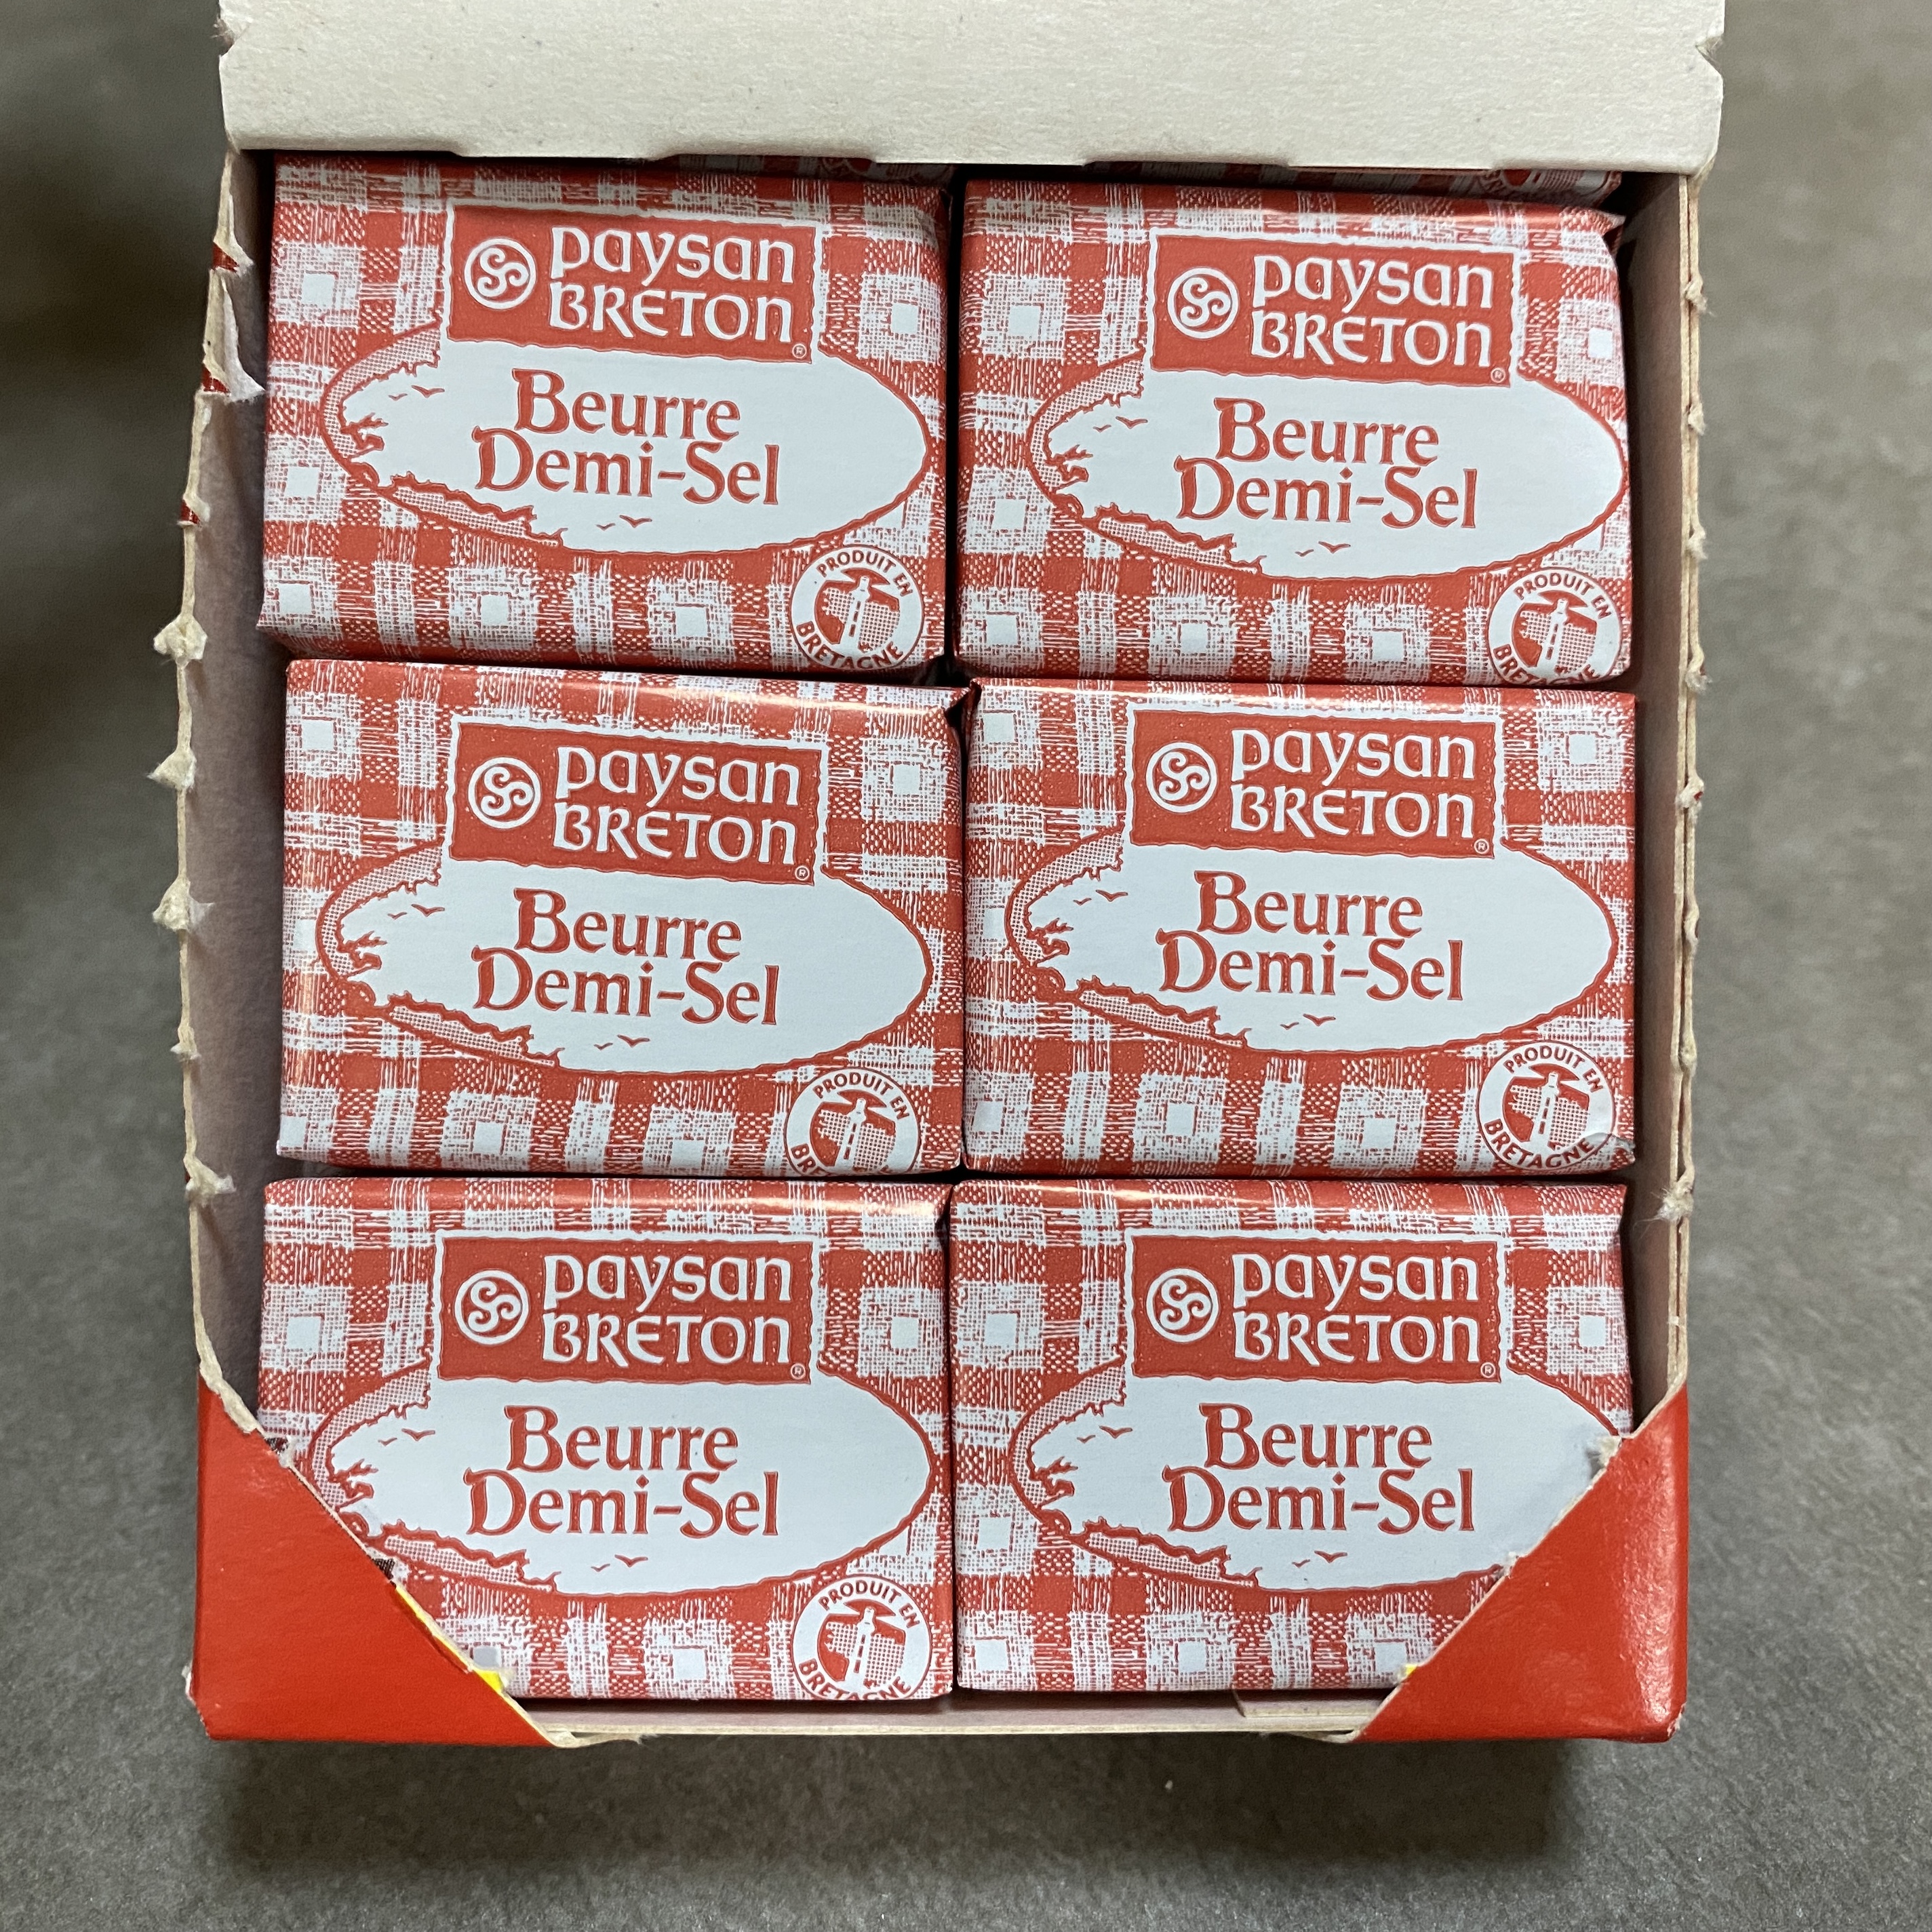 paysan
BRETON
®
Beurre
Demi-Sel
PRODUIT EN
BRETAGNE
paysan
BRETON
®
Beurre
Demi-Sel
PRODUIT EN
BRETAGNE
paysan
BRETON
®
Beurre
Demi-Sel
PRODUIT EN
paysan
BRETON
®
Beurre
Demi-Sel
PRODUIT EN
BRETAGNE
paysan
BRETON
®
Beurre
Demi-Sel
PRODUIT EN
BRETAGNE
paysan
BRETON
®
Beurre
Demi-Sel